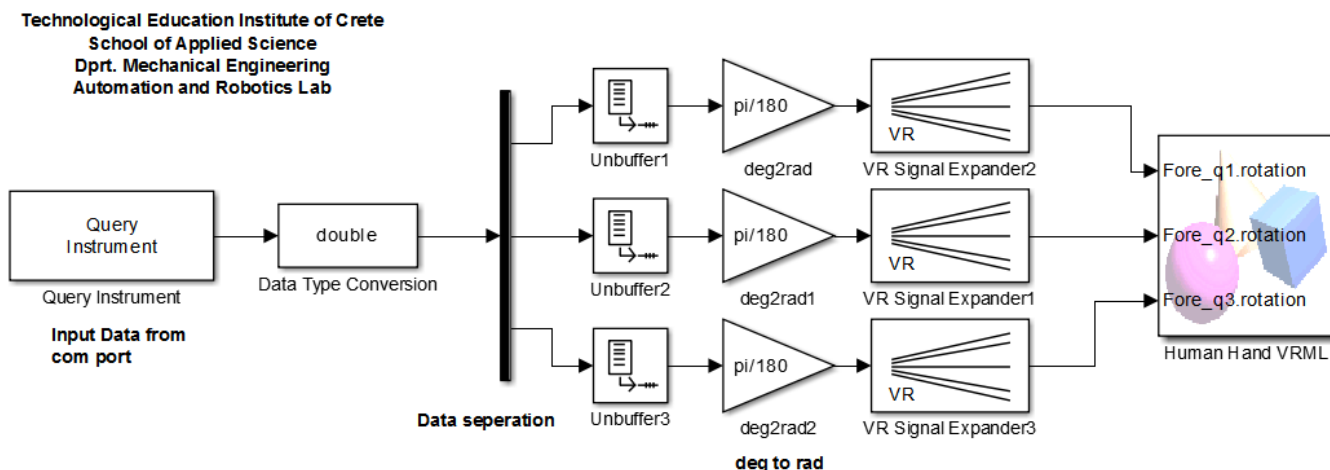 Technological Education Institute of Crete
School of Applied Science
Dprt. Mechanical Engineering
Automation and Robotics Lab
Query
Instrument
Query Instrument
Input Data from
com port
double
Data Type Conversion
Data seperation
Unbuffer1
pi/180
deg2rad
VR
VR Signal Expander2
Unbuffer2
pi/180
deg2rad1
VR
VR Signal Expander1
Unbuffer3
pi/180
deg2rad2
VR
VR Signal Expander3
deg to rad
Fore_q1.rotation
Fore_q2.rotation
Fore_q3.rotation
Human Hand VRML